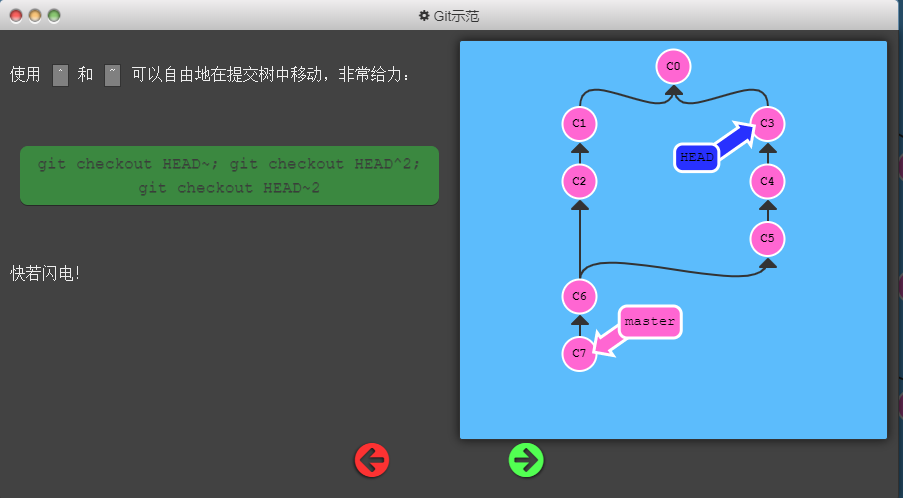 Git示范
使用 ^ 和 ~ 可以自由地在提交树中移动，非常给力：
git checkout HEAD~; git checkout HEAD^2;
git checkout HEAD~2
快若闪电！
C0
C1
C3
HEAD
C2
C4
C5
C6
master
C7